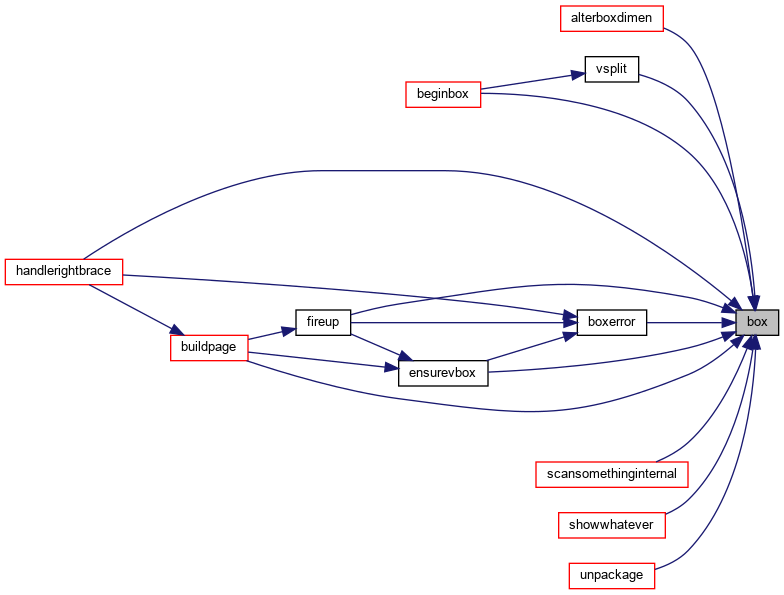 alterboxdimen
vsplit
beginbox
handlerightbrace
fireup
boxerror
box
buildpage
ensurevbox
scansomethinginternal
showwhatever
unpackage